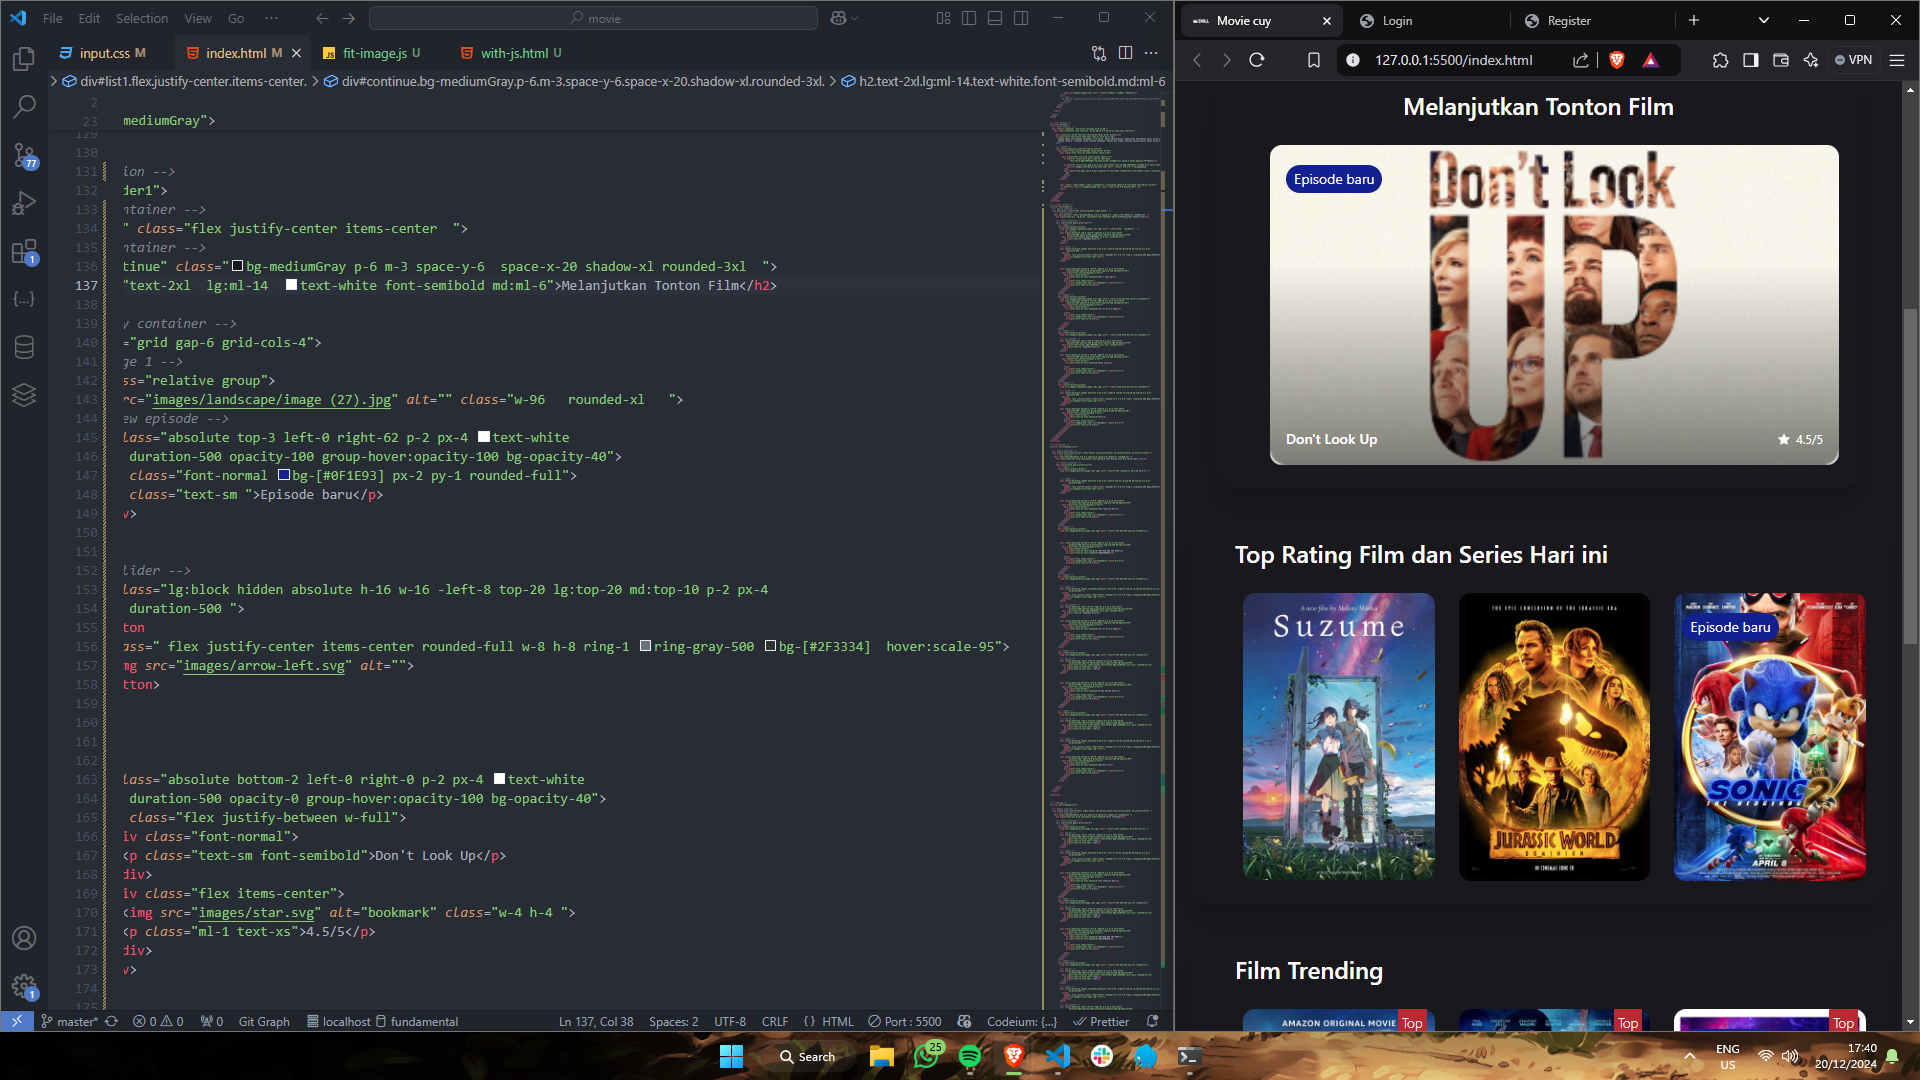 File Edit Selection View Go ··· movie
input.css M index.html M fit-image.js U with-js.html U
div#list1.flex.justify-center.items-center. > div#continue.bg-mediumGray.p-6.m-3.space-y-6.space-x-20.shadow-xl.rounded-3xl. > h2.text-2xl.lg:ml-14.text-white.font-semibold.md:ml-6
2
23 mediumGray">
129
130
131 ion -->
132 der1">
133 ntainer -->
134 " class="flex justify-center items-center  ">
135 ntainer -->
136 tinue" class="bg-mediumGray p-6 m-3 space-y-6  space-x-20 shadow-xl rounded-3xl  ">
137 "text-2xl  lg:ml-14  text-white font-semibold md:ml-6">Melanjutkan Tonton Film</h2>
138
139 y container -->
140 ="grid gap-6 grid-cols-4">
141 ge 1 -->
142 ss="relative group">
143 rc="images/landscape/image (27).jpg" alt="" class="w-96   rounded-xl   ">
144 ew episode -->
145 lass="absolute top-3 left-0 right-62 p-2 px-4 text-white
146 duration-500 opacity-100 group-hover:opacity-100 bg-opacity-40">
147 class="font-normal bg-[#0F1E93] px-2 py-1 rounded-full">
148 class="text-sm ">Episode baru</p>
149 v>
150
151
152 lider -->
153 lass="lg:block hidden absolute h-16 w-16 -left-8 top-20 lg:top-20 md:top-10 p-2 px-4
154 duration-500 ">
155 ton
156 ass=" flex justify-center items-center rounded-full w-8 h-8 ring-1 ring-gray-500 bg-[#2F3334]  hover:scale-95">
157 mg src="images/arrow-left.svg" alt="">
158 tton>
159
160
161
162
163 lass="absolute bottom-2 left-0 right-0 p-2 px-4 text-white
164 duration-500 opacity-0 group-hover:opacity-100 bg-opacity-40">
165 class="flex justify-between w-full">
166 iv class="font-normal">
167 <p class="text-sm font-semibold">Don't Look Up</p>
168 div>
169 iv class="flex items-center">
170 <img src="images/star.svg" alt="bookmark" class="w-4 h-4 ">
171 <p class="ml-1 text-xs">4.5/5</p>
172 div>
173 v>
174
175
77
1
1
master* 0 0 0 Git Graph localhost fundamental Ln 137, Col 38 Spaces: 2 UTF-8 CRLF HTML Port : 5500 Codeium: {...} Prettier
Movie cuy Login Register
127.0.0.1:5500/index.html VPN
Melanjutkan Tonton Film
Episode baru
Don't Look
UP
Don't Look Up 4.5/5
Top Rating Film dan Series Hari ini
A new film by Makoto Shinkai
Suzume
THE EPIC CONCLUSION OF THE JURASSIC ERA
JURASSIC WORLD
DOMINION
IN CINEMAS JUNE 10
Episode baru
SONIC 2
THE HEDGEHOG
APRIL 8
Film Trending
AMAZON ORIGINAL MOVIE Top
Top
Top
Search
25
ENG
US
17:40
20/12/2024